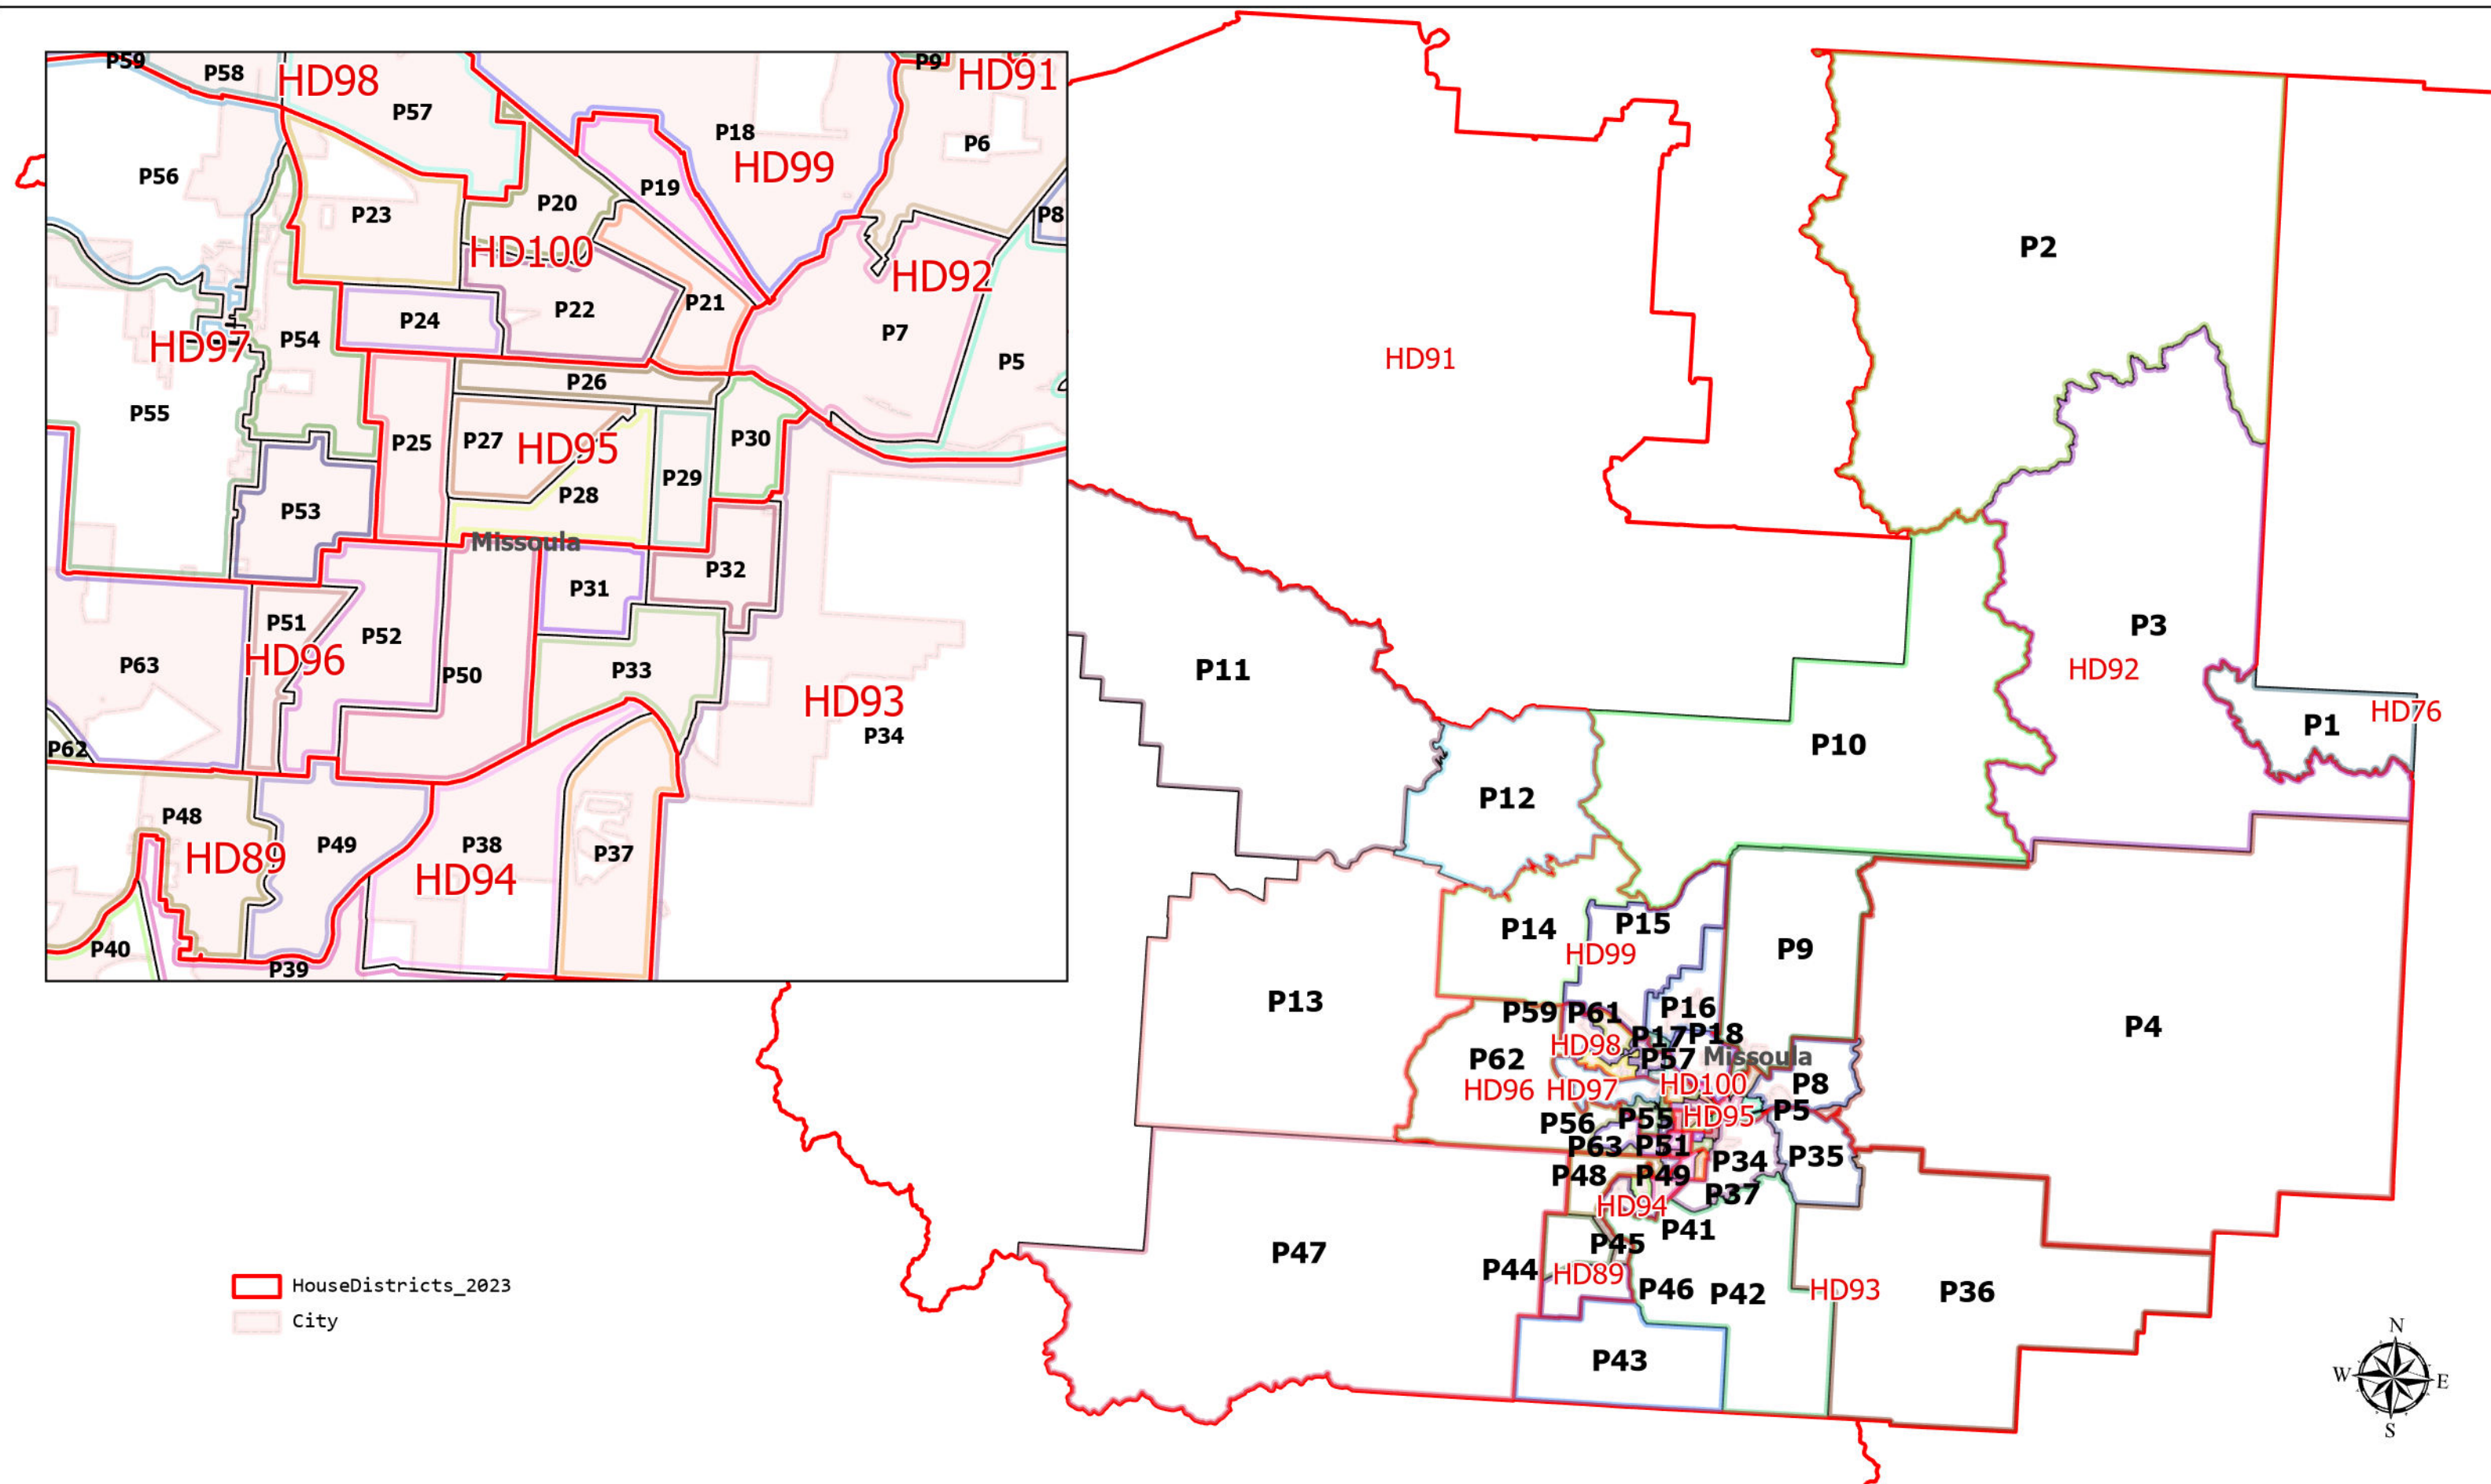 P59
P58
HD98
P57
P9
HD91
P18
P6
HD99
P56
P19
P20
P23
P8
HD100
HD92
P24
P22
P21
P7
P54
HD97
P5
P26
P55
P25
P27
HD95
P30
P29
P28
P53
Missoula
P31
P32
P51
P52
HD96
P63
P50
P33
HD93
P34
P62
P48
HD89
P49
P38
HD94
P37
P40
P39
P2
HD91
P3
P11
HD92
HD76
P1
P10
P12
P14
P15
HD99
P9
P13
P59
P61
P16
P4
P17
P18
HD98
P62
P57
Missoula
HD96
HD97
HD100
P8
P56
P55
HD95
P5
P63
P51
P34
P35
P48
P49
P37
HD94
P41
P45
P47
P44
HD89
P46
P42
HD93
P36
P43
HouseDistricts_2023
City
N
W
E
S